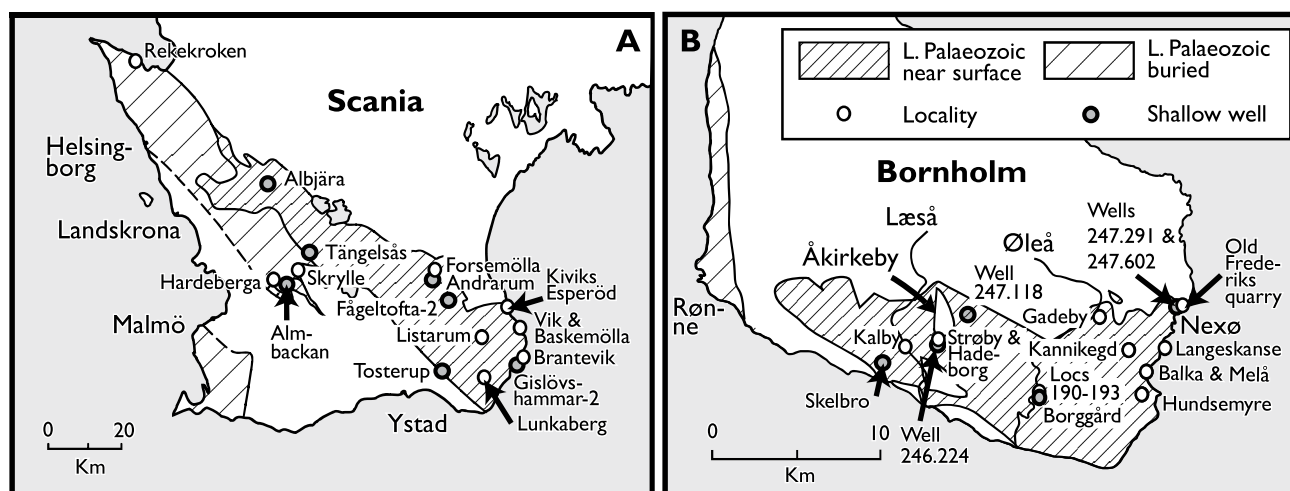 A
Rekekroken
Scania
Helsing-
borg
Albjära
Landskrona
Tängelsås
Forsemölla
Andrarum
Kiviks
Esperöd
Hardeberga
Skrylle
Fågeltofta-2
Malmö
Vik &
Baskemölla
Alm-
backan
Listarum
Brantevik
Tosterup
Gislövs-
hammar-2
Ystad
Lunkaberg
0 20
Km
B
L. Palaeozoic
near surface
L. Palaeozoic
buried
Locality
Shallow well
Bornholm
Læså
Øleå
Wells
247.291 &
247.602
Old
Frede-
riks
quarry
Åkirkeby
Well
247.118
Røn-
ne
Gadeby
Nexø
Kalby
Strøby &
Hade-
borg
Kannikegd
Langeskanse
Skelbro
Locs
190-193
Borggård
Balka & Melå
Hundsemyre
Well
246.224
0 10
Km